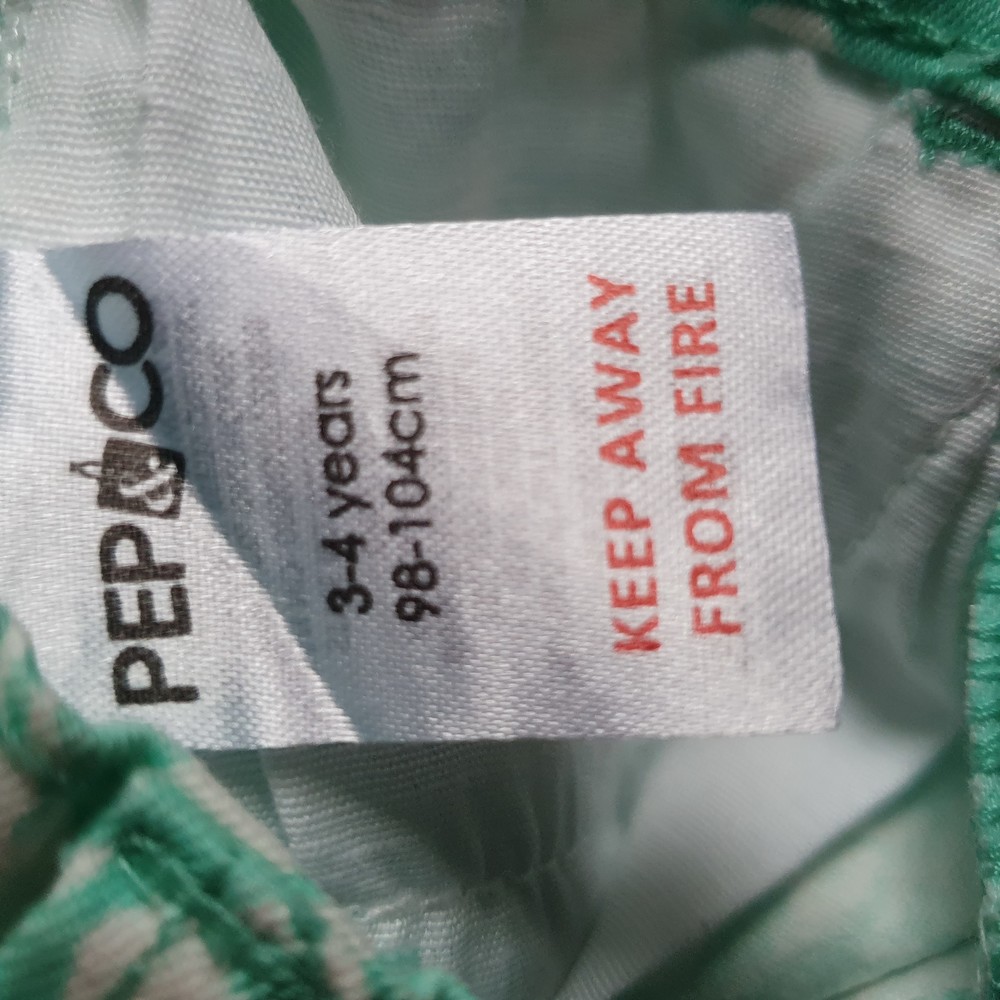 PEP&CO
3-4 years
98-104cm
KEEP AWAY
FROM FIRE